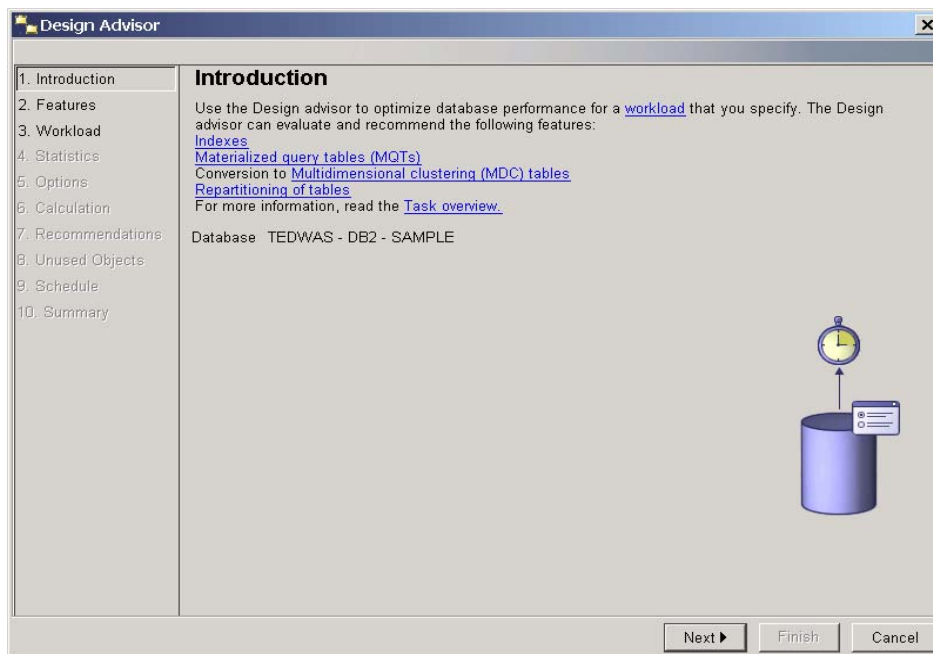 Design Advisor
1. Introduction
2. Features
3. Workload
4. Statistics
5. Options
6. Calculation
7. Recommendations
8. Unused Objects
9. Schedule
10. Summary
Introduction
Use the Design advisor to optimize database performance for a workload that you specify. The Design
advisor can evaluate and recommend the following features:
Indexes
Materialized query tables (MQTs)
Conversion to Multidimensional clustering (MDC) tables
Repartitioning of tables
For more information, read the Task overview.
Database TEDWAS - DB2 - SAMPLE
Next
Finish
Cancel